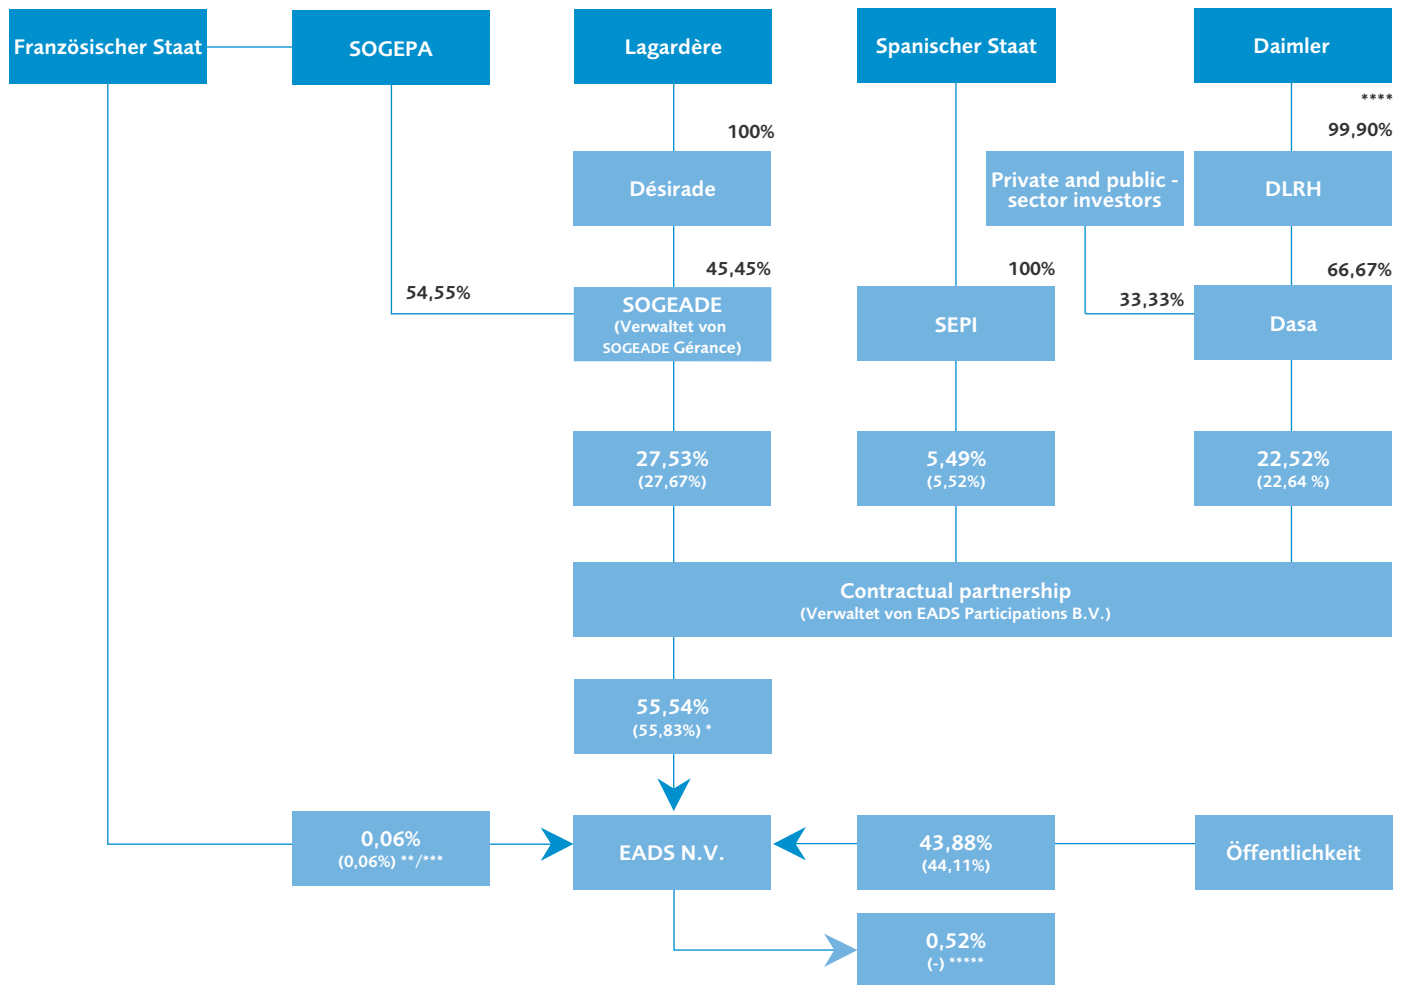 Französischer Staat
SOGEPA
Lagardère
Spanischer Staat
Daimler
****
100%
99,90%
Désirade
Private and public -
sector investors
DLRH
45,45%
100%
66,67%
54,55%
33,33%
SOGEADE
(Verwaltet von
SOGEADE Gérance)
SEPI
Dasa
27,53%
(27,67%)
5,49%
(5,52%)
22,52%
(22,64 %)
Contractual partnership
(Verwaltet von EADS Participations B.V.)
55,54%
(55,83%) *
0,06%
(0,06%) **/***
EADS N.V.
43,88%
(44,11%)
Öffentlichkeit
0,52%
(-) *****